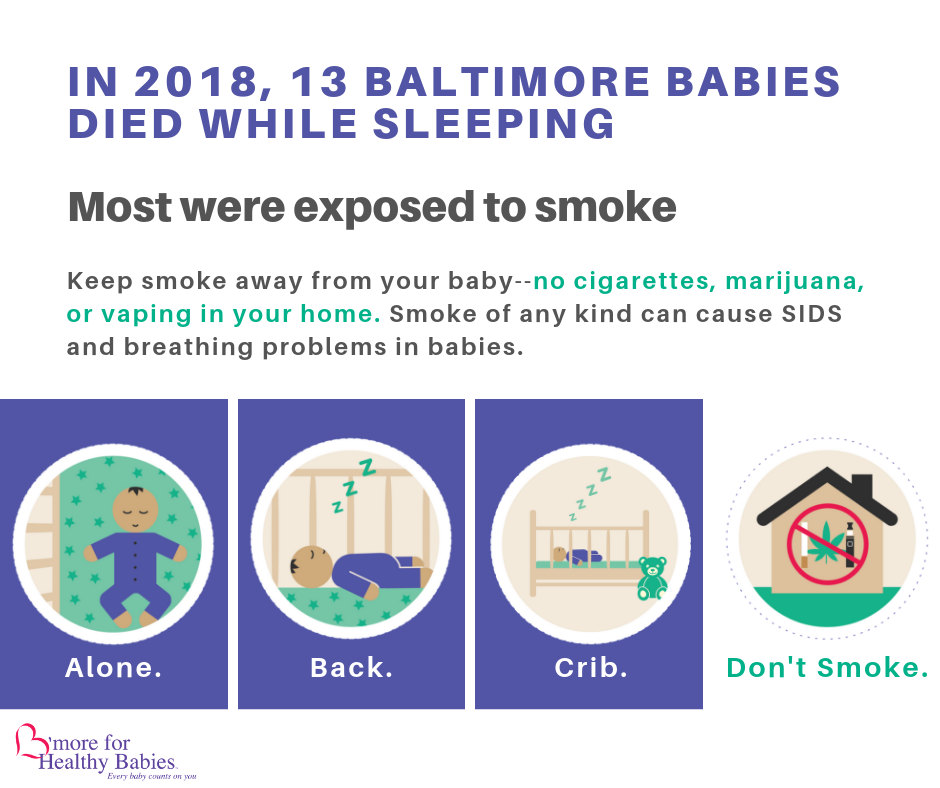 IN 2018, 13 BALTIMORE BABIES
DIED WHILE SLEEPING
Most were exposed to smoke
Keep smoke away from your baby--no cigarettes, marijuana,
or vaping in your home. Smoke of any kind can cause SIDS
and breathing problems in babies.
z z z
z z z z
Alone.
Back.
Crib.
Don't Smoke.
B'more for
Healthy Babies
Every baby counts on you